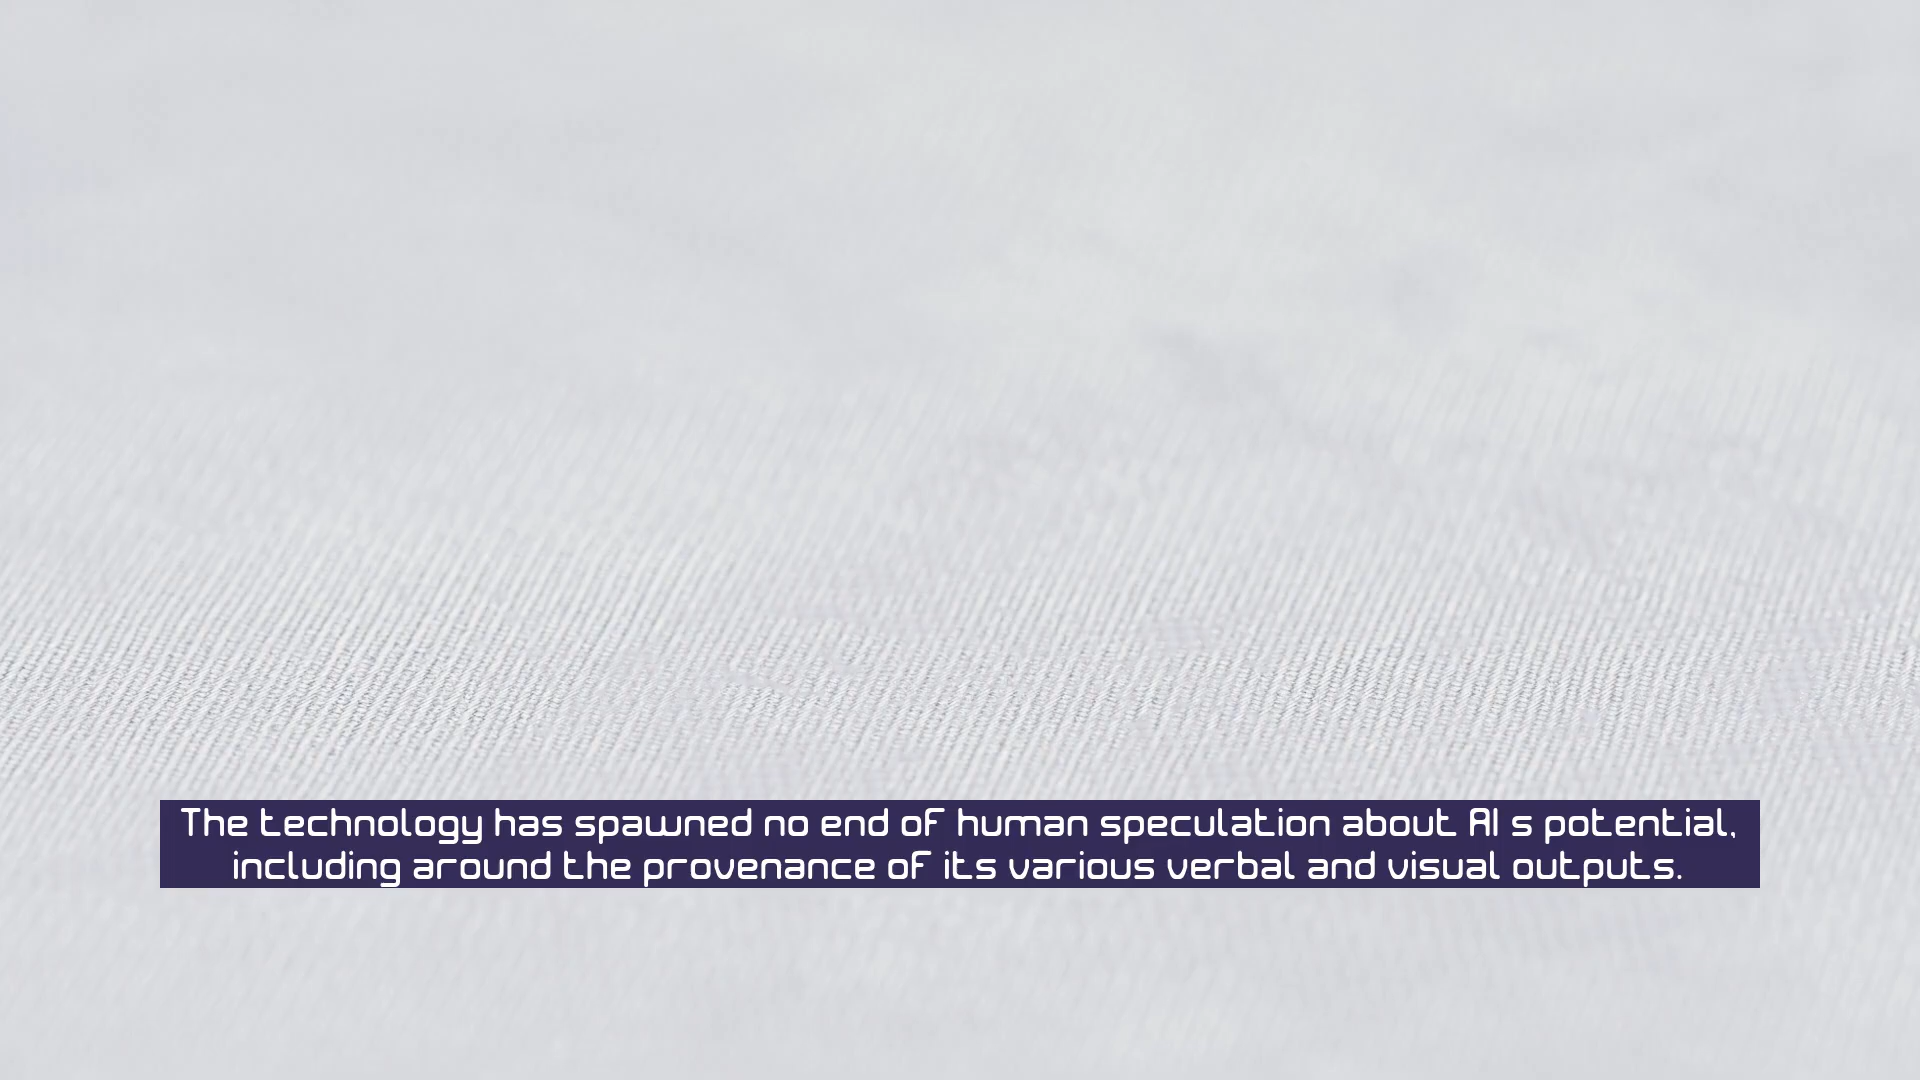 The technology has spawned no end of human speculation about AI s potential,
including around the provenance of its various verbal and visual outputs.